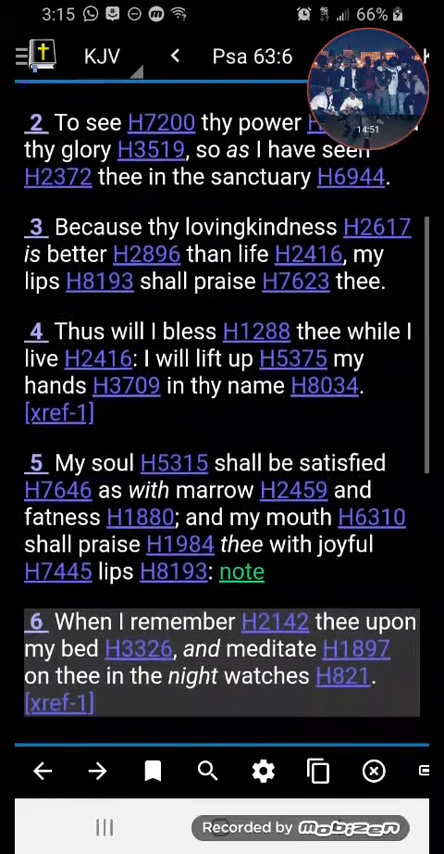 3:15 66%
KJV < Psa 63:6
14:51
2 To see H7200 thy power
thy glory H3519, so as I have seen
H2372 thee in the sanctuary H6944.
3 Because thy lovingkindness H2617
is better H2896 than life H2416, my
lips H8193 shall praise H7623 thee.
4 Thus will I bless H1288 thee while I
live H2416: I will lift up H5375 my
hands H3709 in thy name H8034.
[xref-1]
5 My soul H5315 shall be satisfied
H7646 as with marrow H2459 and
fatness H1880; and my mouth H6310
shall praise H1984 thee with joyful
H7445 lips H8193: note
6 When I remember H2142 thee upon
my bed H3326, and meditate H1897
on thee in the night watches H821.
[xref-1]
Recorded by mobizen